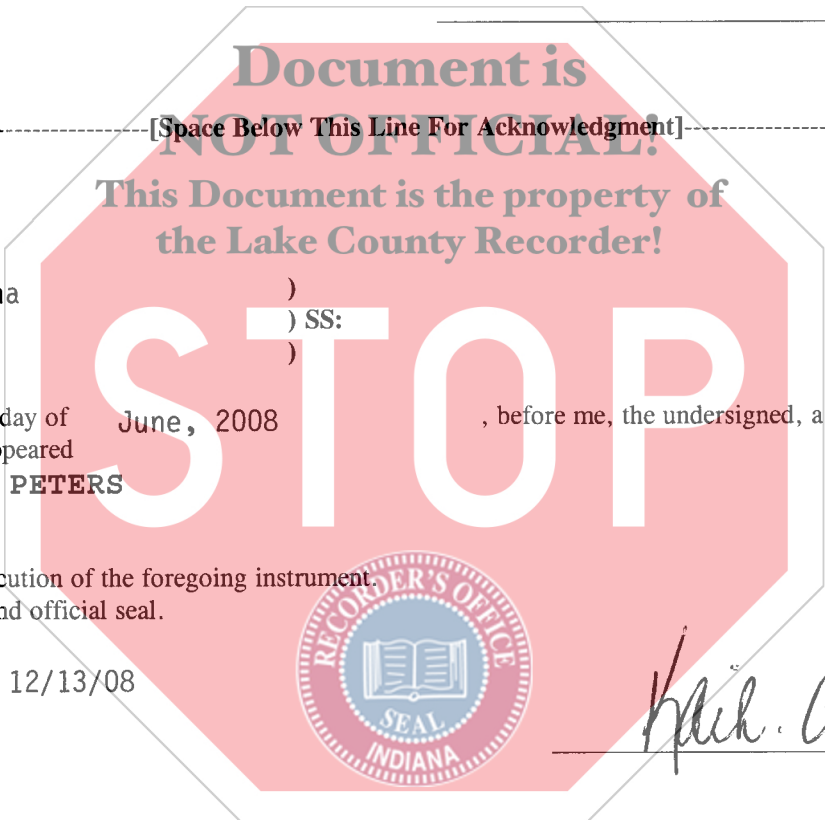 Document is
[Space Below This Line For Acknowledgment]
NOT OFFICIAL!
This Document is the property of
the Lake County Recorder!
na )
) SS:
)
STOP
day of June, 2008 , before me, the undersigned, a
ppeared
PETERS
cution of the foregoing instrument.
nd official seal.
RECORDER'S OFFICE
SEAL
INDIANA
12/13/08